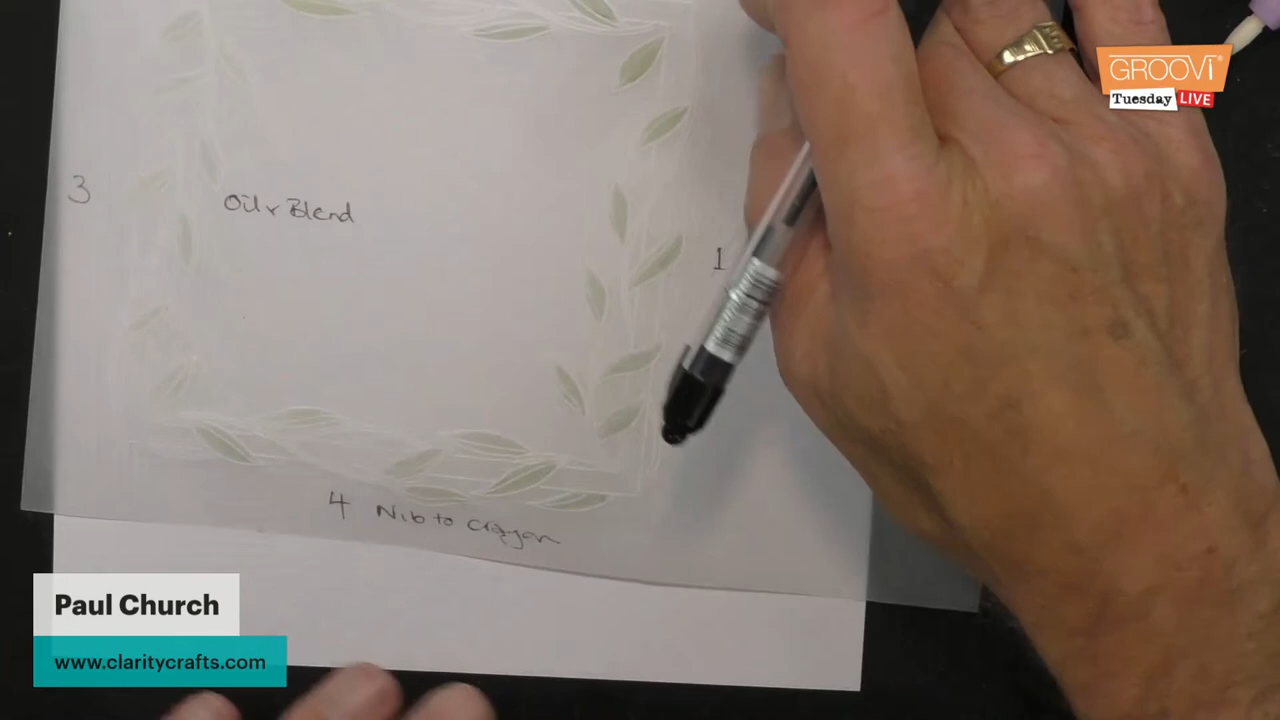 GROOVI
Tuesday LIVE
3
Oil & Blend
1
4 Nib to Crayon
Paul Church
www.claritycrafts.com